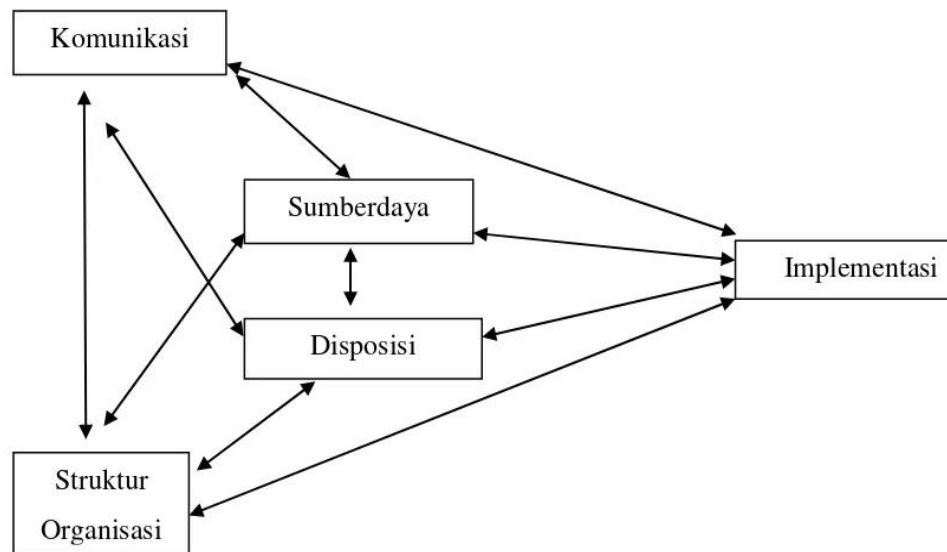 Komunikasi
Sumberdaya
Implementasi
Disposisi
Struktur
Organisasi